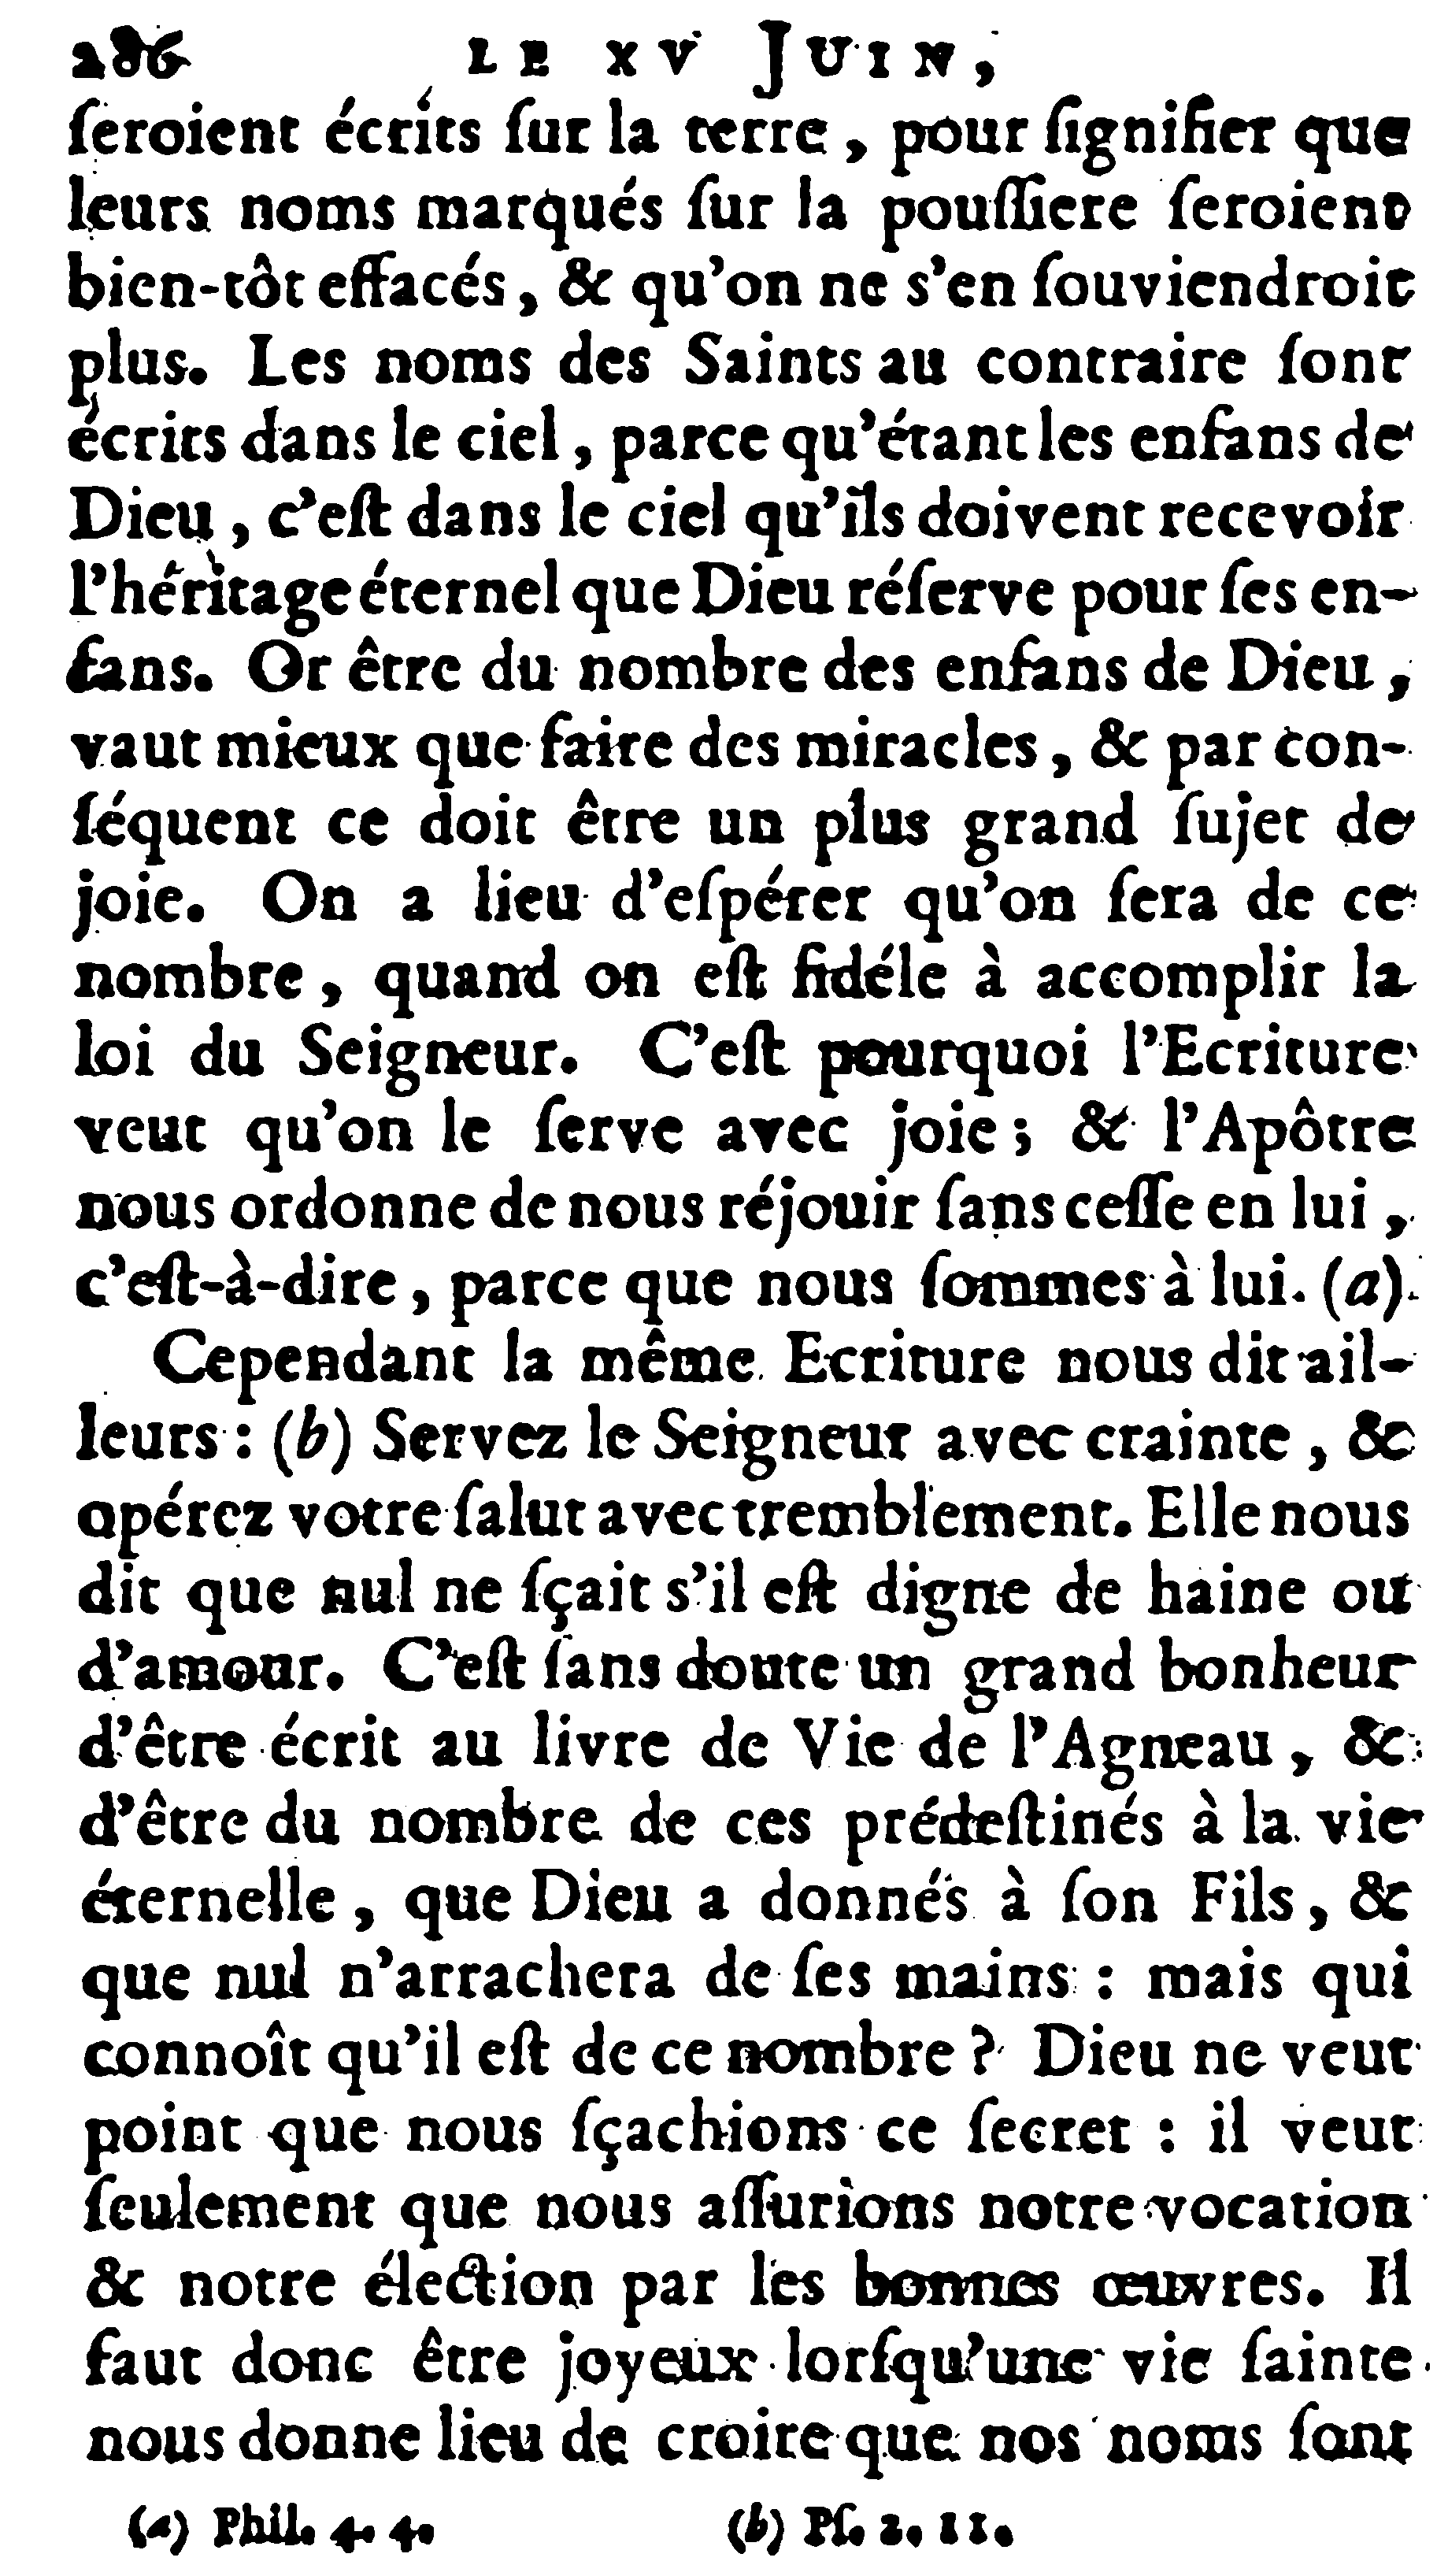 286 LE XV JUIN,
ſeroient écrits ſur la terre, pour ſignifier que
leurs noms marqués ſur la pouſſiere ſeroient
bien-tôt effacés, & qu'on ne s'en ſouviendroit
plus. Les noms des Saints au contraire ſont
écrits dans le ciel, parce qu'étant les enfans de
Dieu, c'eſt dans le ciel qu'ils doivent recevoir
l'héritage éternel que Dieu réſerve pour ſes en-
fans. Or être du nombre des enfans de Dieu,
vaut mieux que faire des miracles, & par con-
ſéquent ce doit être un plus grand ſujet de
joie. On a lieu d'eſpérer qu'on ſera de ce
nombre, quand on eſt fidéle à accomplir la
loi du Seigneur. C'eſt pourquoi l'Ecriture
veut qu'on le ſerve avec joie; & l'Apôtre
nous ordonne de nous réjouir ſans ceſſe en lui,
c'eſt-à-dire, parce que nous ſommes à lui. (a).
Cependant la même Ecriture nous dit ail-
leurs: (b) Servez le Seigneur avec crainte, &
opérez votre ſalut avec tremblement. Elle nous
dit que nul ne ſçait s'il eſt digne de haine ou
d'amour. C'eſt ſans doute un grand bonheur
d'être écrit au livre de Vie de l'Agneau, &
d'être du nombre de ces prédeſtinés à la vie
éternelle, que Dieu a donnés à ſon Fils, &
que nul n'arrachera de ſes mains: mais qui
connoît qu'il eſt de ce nombre? Dieu ne veut
point que nous ſçachions ce ſecret: il veut
ſeulement que nous aſſurions notre vocation
& notre élection par les bonnes œuvres. Il
faut donc être joyeux lorſqu'une vie ſainte
nous donne lieu de croire que nos noms ſont
(a) Phil. 4. 4. (b) Pſ. 2. 11.